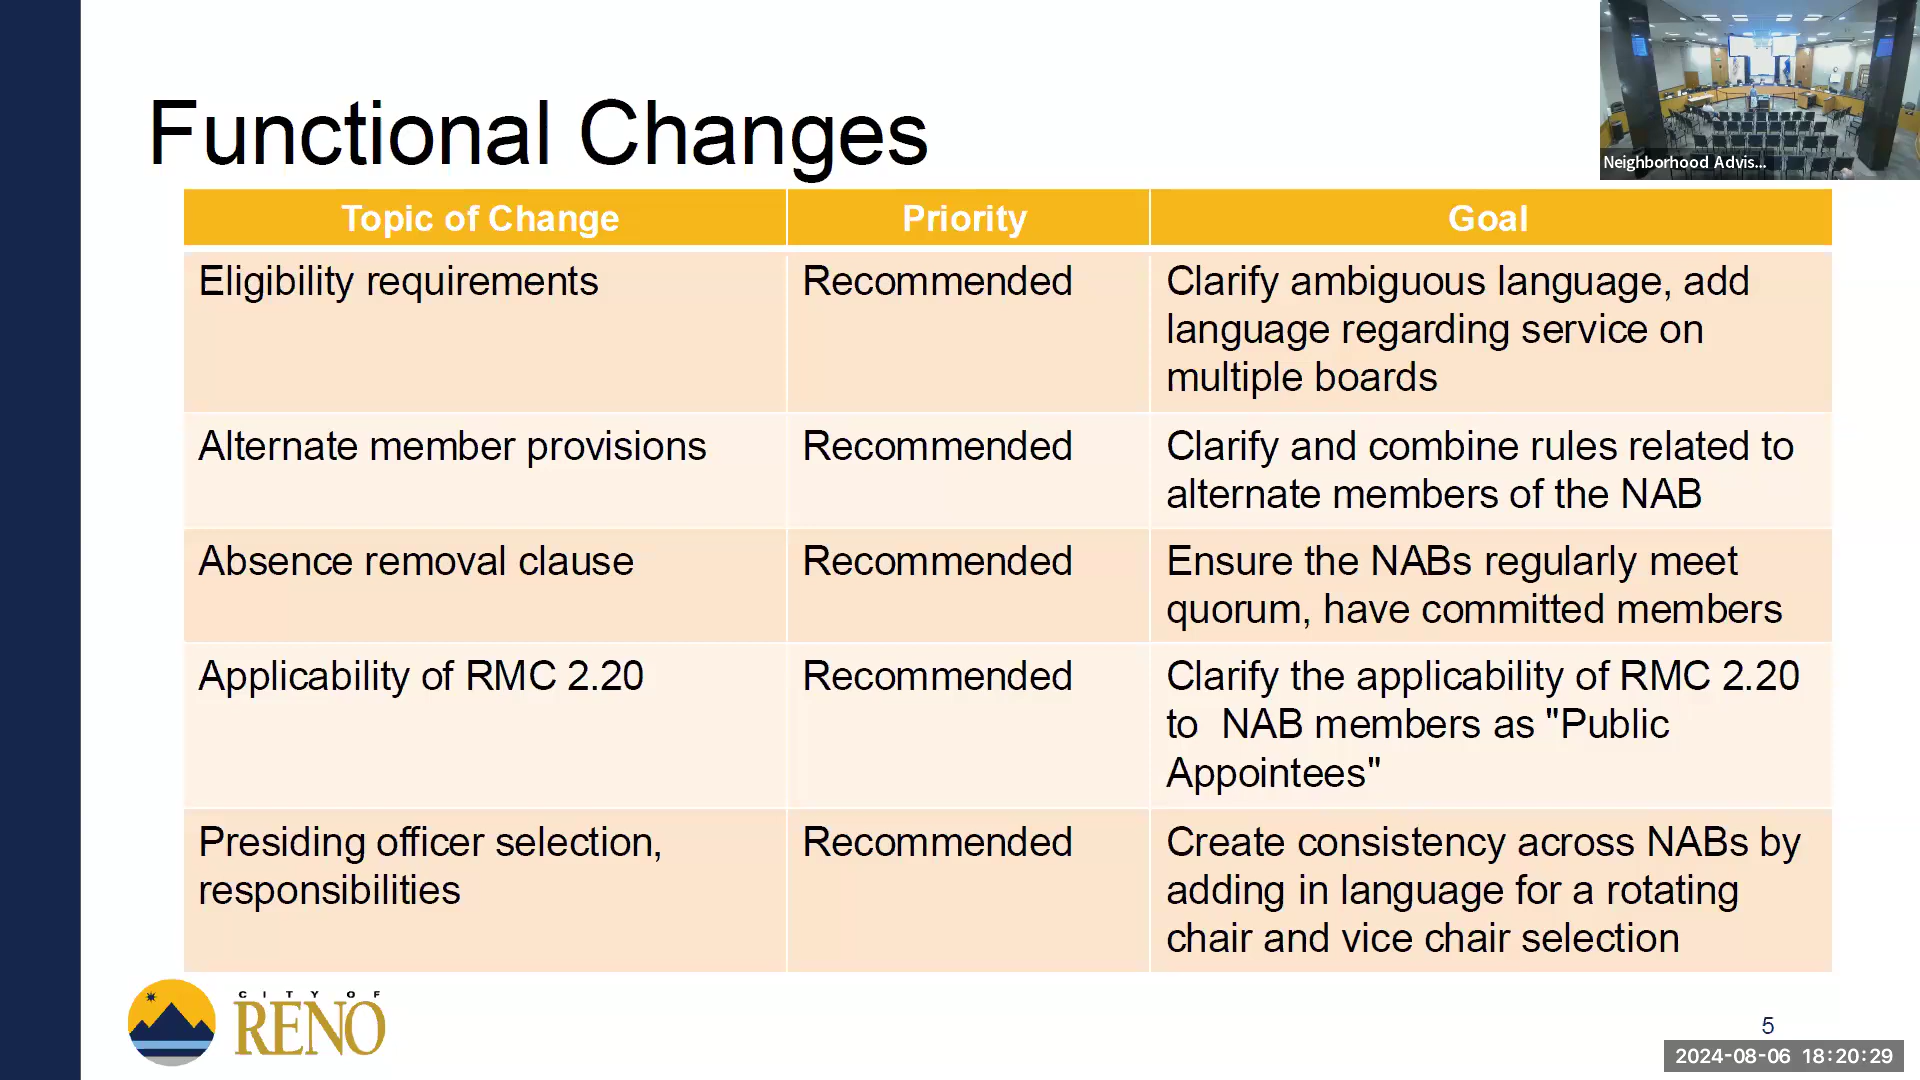 Neighborhood Advis...
Functional Changes
Topic of Change
Priority
Goal
Eligibility requirements
Recommended
Clarify ambiguous language, add
language regarding service on
multiple boards
Alternate member provisions
Recommended
Clarify and combine rules related to
alternate members of the NAB
Absence removal clause
Recommended
Ensure the NABs regularly meet
quorum, have committed members
Applicability of RMC 2.20
Recommended
Clarify the applicability of RMC 2.20
to  NAB members as "Public
Appointees"
Presiding officer selection,
responsibilities
Recommended
Create consistency across NABs by
adding in language for a rotating
chair and vice chair selection
CITY OF
RENO
5
2024-08-06 18:20:29